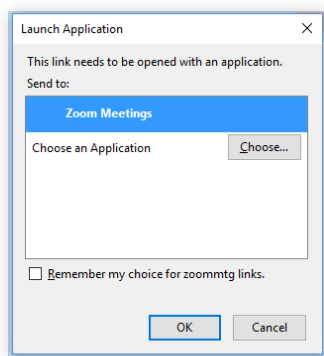 Launch Application
This link needs to be opened with an application.
Send to:
Zoom Meetings
Choose an Application
Choose...
Remember my choice for zoommtg links.
OK
Cancel